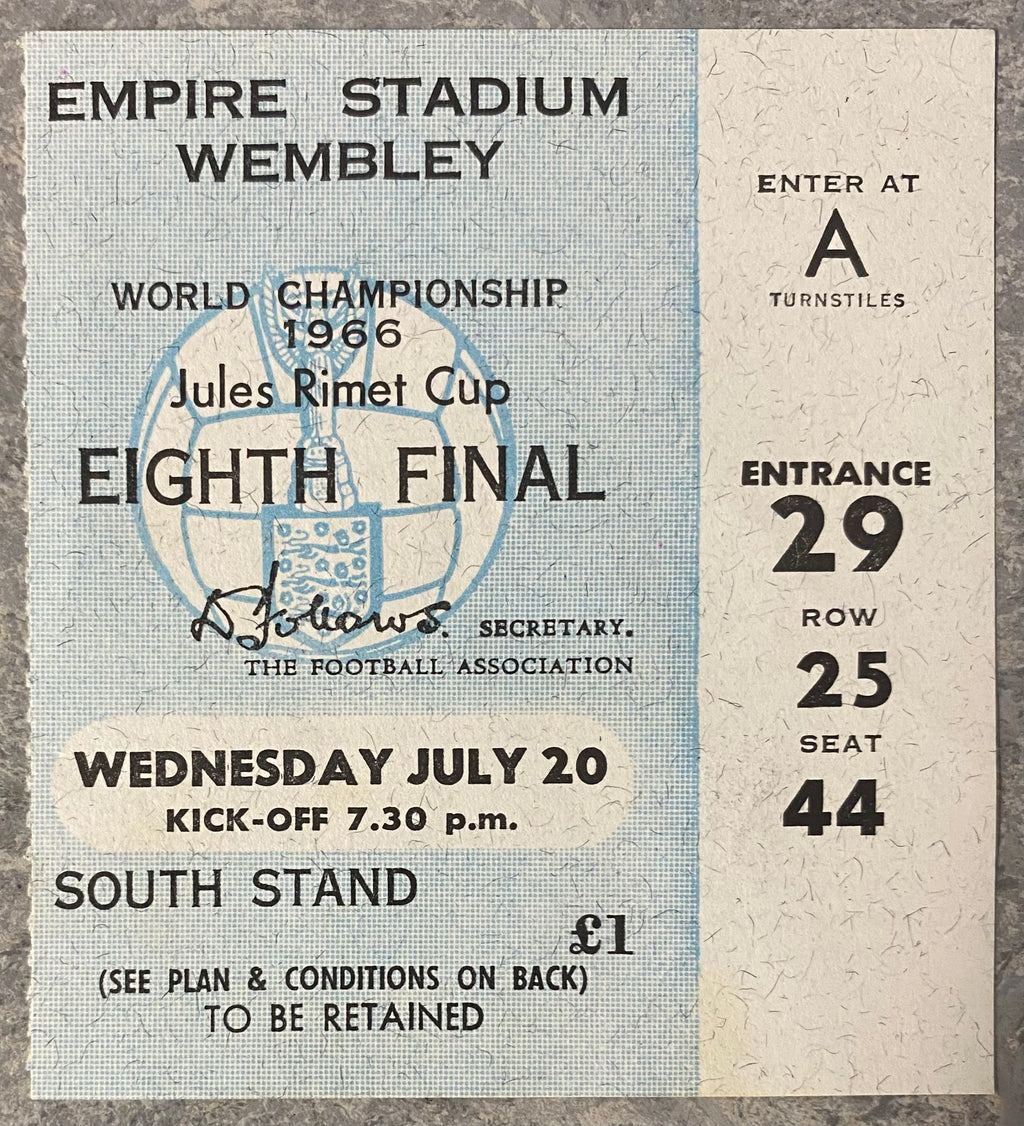 EMPIRE STADIUM
WEMBLEY
WORLD CHAMPIONSHIP
1966
Jules Rimet Cup
EIGHTH FINAL
D Follows. SECRETARY.
THE FOOTBALL ASSOCIATION
WEDNESDAY JULY 20
KICK-OFF 7.30 p.m.
SOUTH STAND
£1
(SEE PLAN & CONDITIONS ON BACK)
TO BE RETAINED
ENTER AT
A
TURNSTILES
ENTRANCE
29
ROW
25
SEAT
44